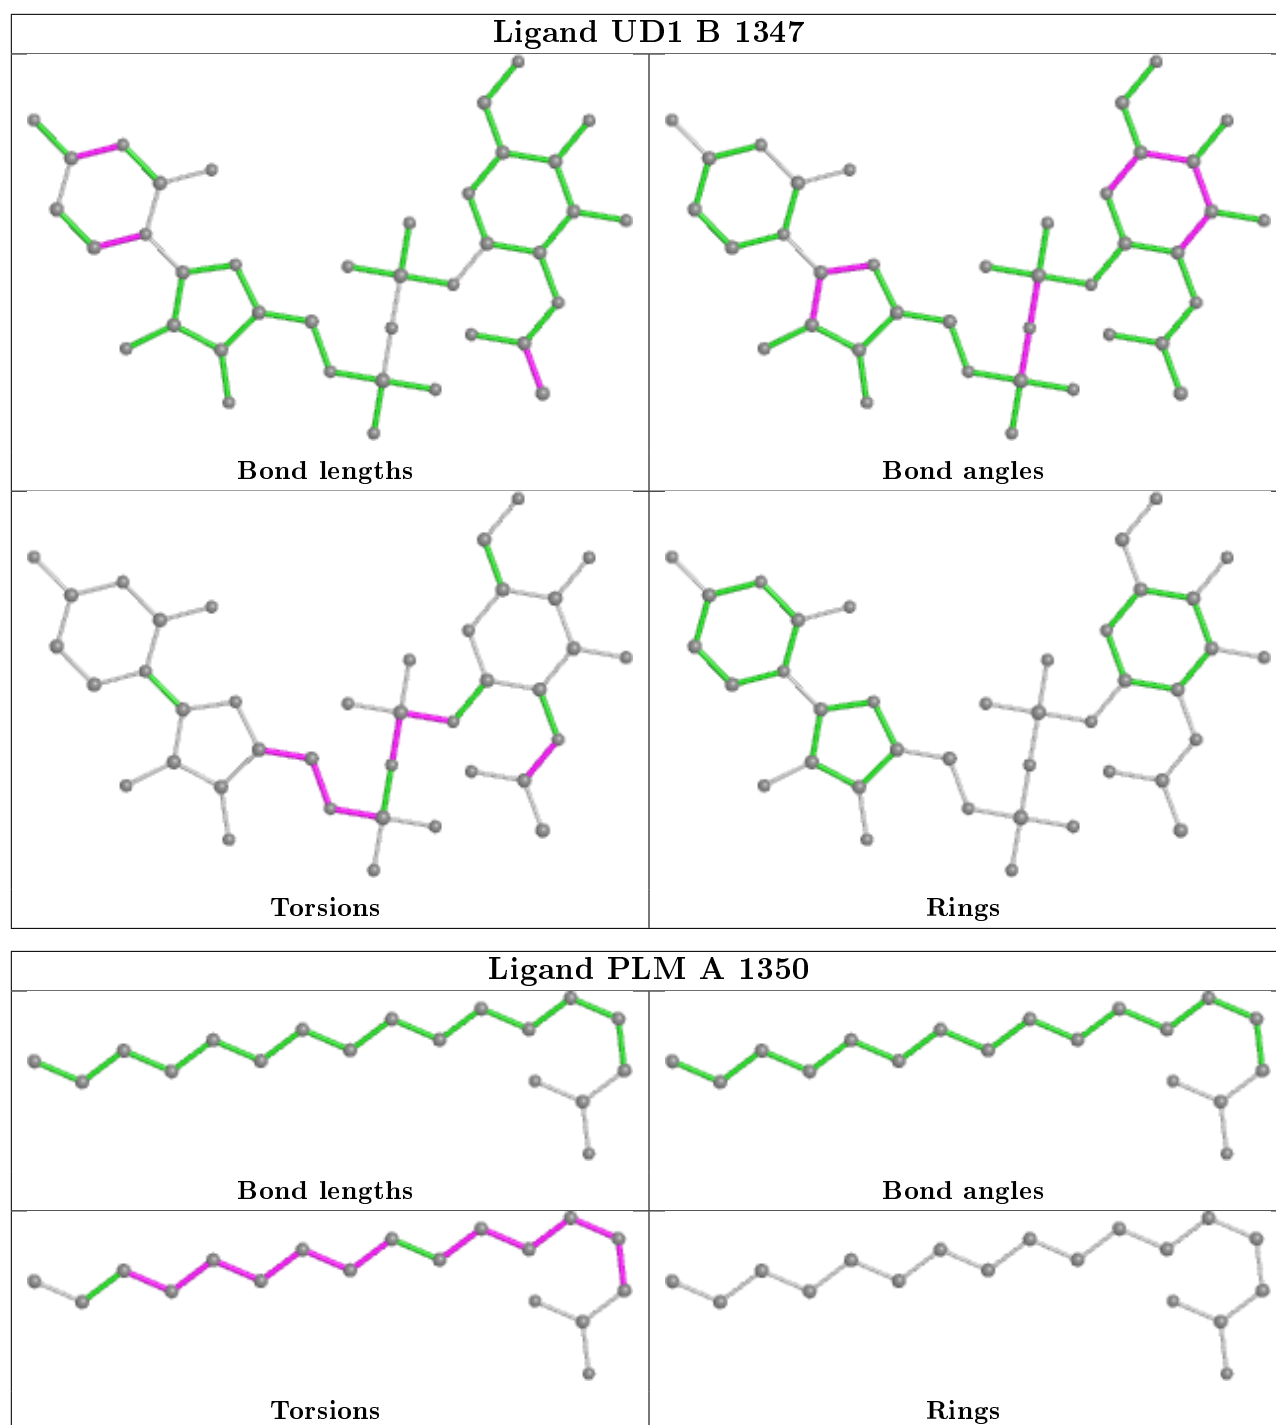 Ligand UD1 B 1347
Bond lengths
Bond angles
Torsions
Rings
Ligand PLM A 1350
Bond lengths
Bond angles
Torsions
Rings